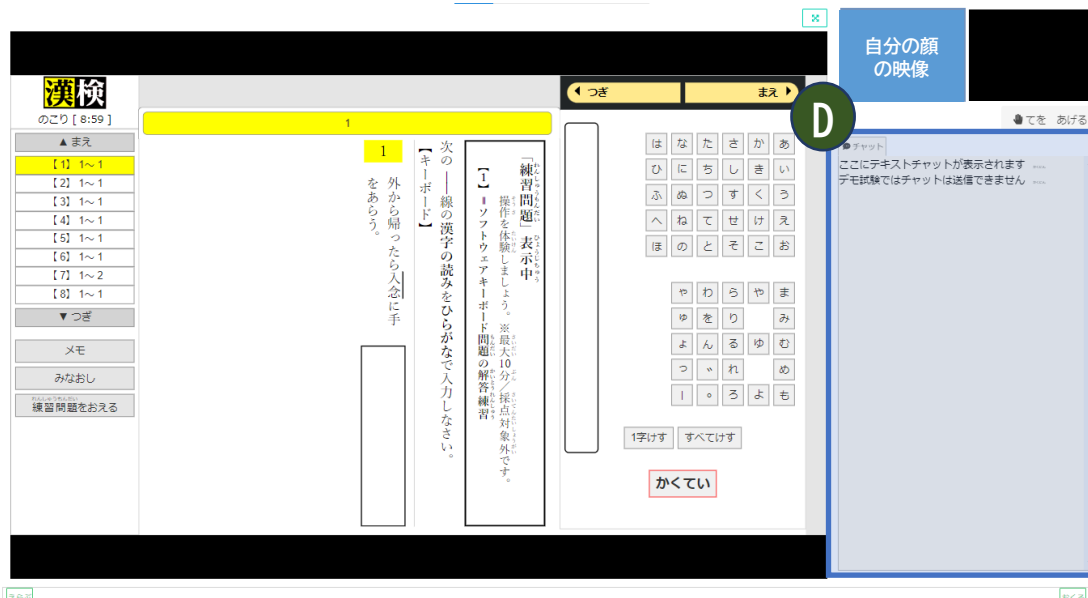 自分の顔
の映像
漢検
のこり [ 8:59 ]
▲ まえ
【1】 1～1
【2】 1～1
【3】 1～1
【4】 1～1
【5】 1～1
【6】 1～1
【7】 1～2
【8】 1～1
▼ つぎ
メモ
みなおし
練習問題をおえる
1
「練習問題」表示中
操作を体験しましょう。※最大10分／採点対象外です。
【1】＝ソフトウェアキーボード問題の解答練習
次の ――線の漢字の読みをひらがなで入力しなさい。
【キーボード】
1
外から帰ったら入念に手
をあらう。
つぎ
まえ
は な た さ か あ
ひ に ち し き い
ふ ぬ つ す く う
へ ね て せ け え
ほ の と そ こ お
ゃ わ ら や ま
ゅ を り み
ょ ん る ゆ む
っ ゛ れ め
ー ゜ ろ よ も
1字けす
すべてけす
かくてい
D
てを あげる
チャット
ここにテキストチャットが表示されます
デモ試験ではチャットは送信できません